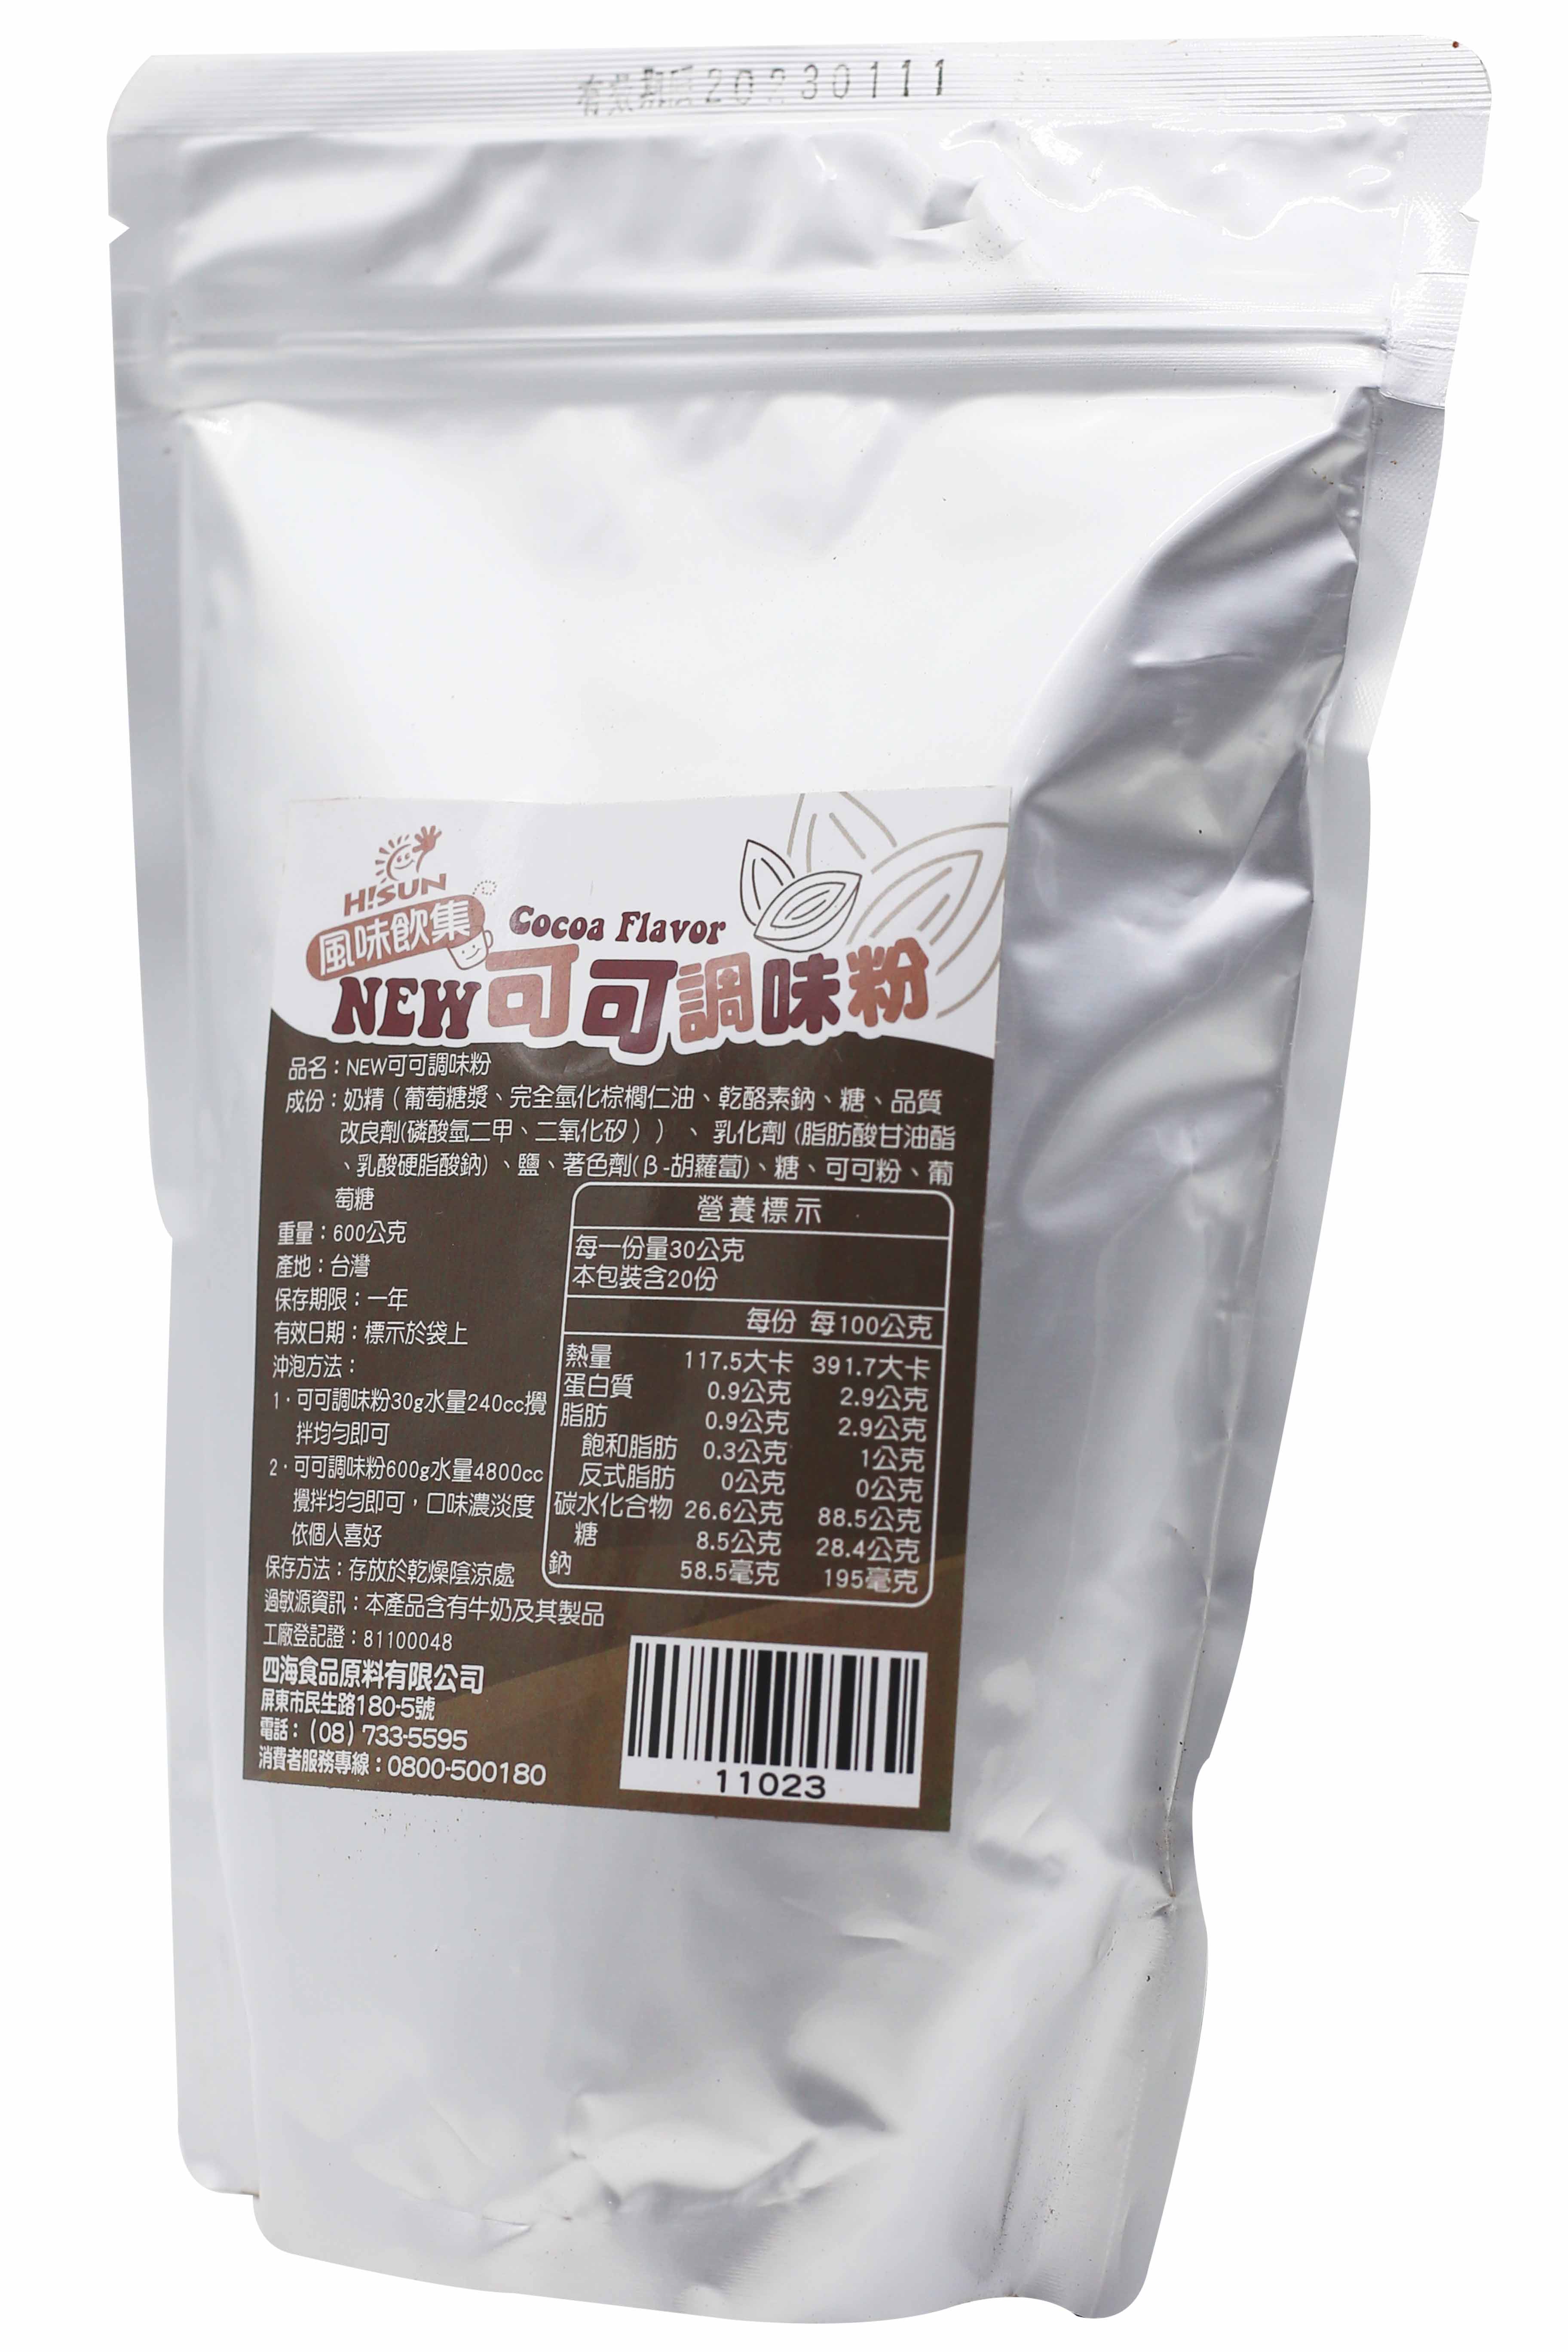 有效期限20230111
H!SUN
風味飲集
Cocoa Flavor
NEW可可調味粉
品名：NEW可可調味粉
成份：奶精（葡萄糖漿、完全氫化棕櫚仁油、乾酪素鈉、糖、品質
改良劑(磷酸氫二甲、二氧化矽））、乳化劑(脂肪酸甘油酯
、乳酸硬脂酸鈉)、鹽、著色劑(β-胡蘿蔔)、糖、可可粉、葡
萄糖
重量：600公克
產地：台灣
保存期限：一年
有效日期：標示於袋上
沖泡方法：
1．可可調味粉30g水量240cc攪
拌均勻即可
2．可可調味粉600g水量4800cc
攪拌均勻即可，口味濃淡度
依個人喜好
保存方法：存放於乾燥陰涼處
過敏源資訊：本產品含有牛奶及其製品
工廠登記證：81100048
四海食品原料有限公司
屏東市民生路180-5號
電話：(08) 733-5595
消費者服務專線：0800-500180
營養標示
每一份量30公克
本包裝含20份
每份 每100公克
熱量 117.5大卡 391.7大卡
蛋白質 0.9公克 2.9公克
脂肪 0.9公克 2.9公克
飽和脂肪 0.3公克 1公克
反式脂肪 0公克 0公克
碳水化合物 26.6公克 88.5公克
糖 8.5公克 28.4公克
鈉 58.5毫克 195毫克
11023